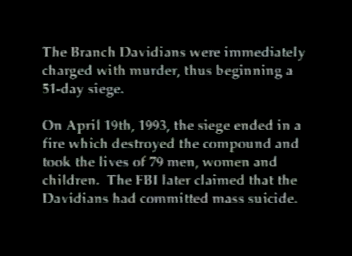 The Branch Davidians were immediately
charged with murder, thus beginning a
51-day siege.
On April 19th, 1993, the siege ended in a
fire which destroyed the compound and
took the lives of 79 men, women and
children. The FBI later claimed that the
Davidians had committed mass suicide.